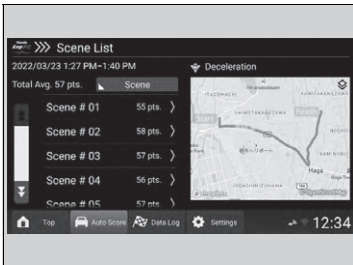 Scene List
2022/03/23 1:27 PM-1:40 PM
Deceleration
Total Avg. 57 pts.
Scene
Scene # 01 55 pts.
Scene # 02 58 pts.
Scene # 03 57 pts.
Scene # 04 56 pts.
Scene # 05 57 pts.
Start
Finish
Haga
Top
Auto Score
Data Log
Settings
12:34